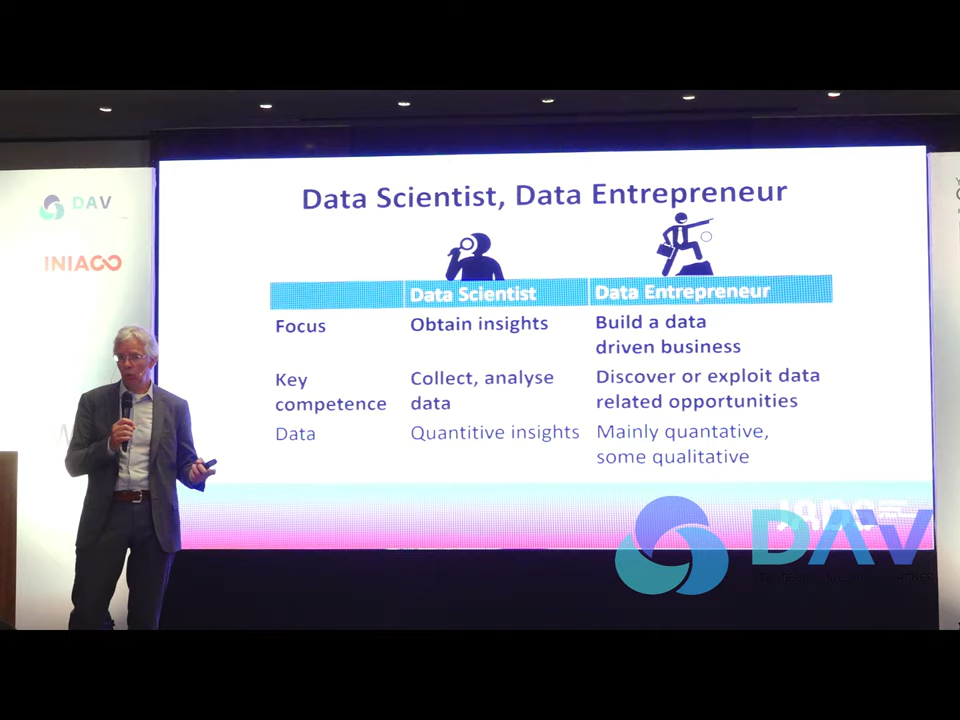 Data Scientist, Data Entrepreneur
DAV
INIACO
Data Scientist Data Entrepreneur
Focus Obtain insights Build a data
driven business
Key Collect, analyse Discover or exploit data
competence data related opportunities
Data Quantitive insights Mainly quantative,
some qualitative
JADS
DAV